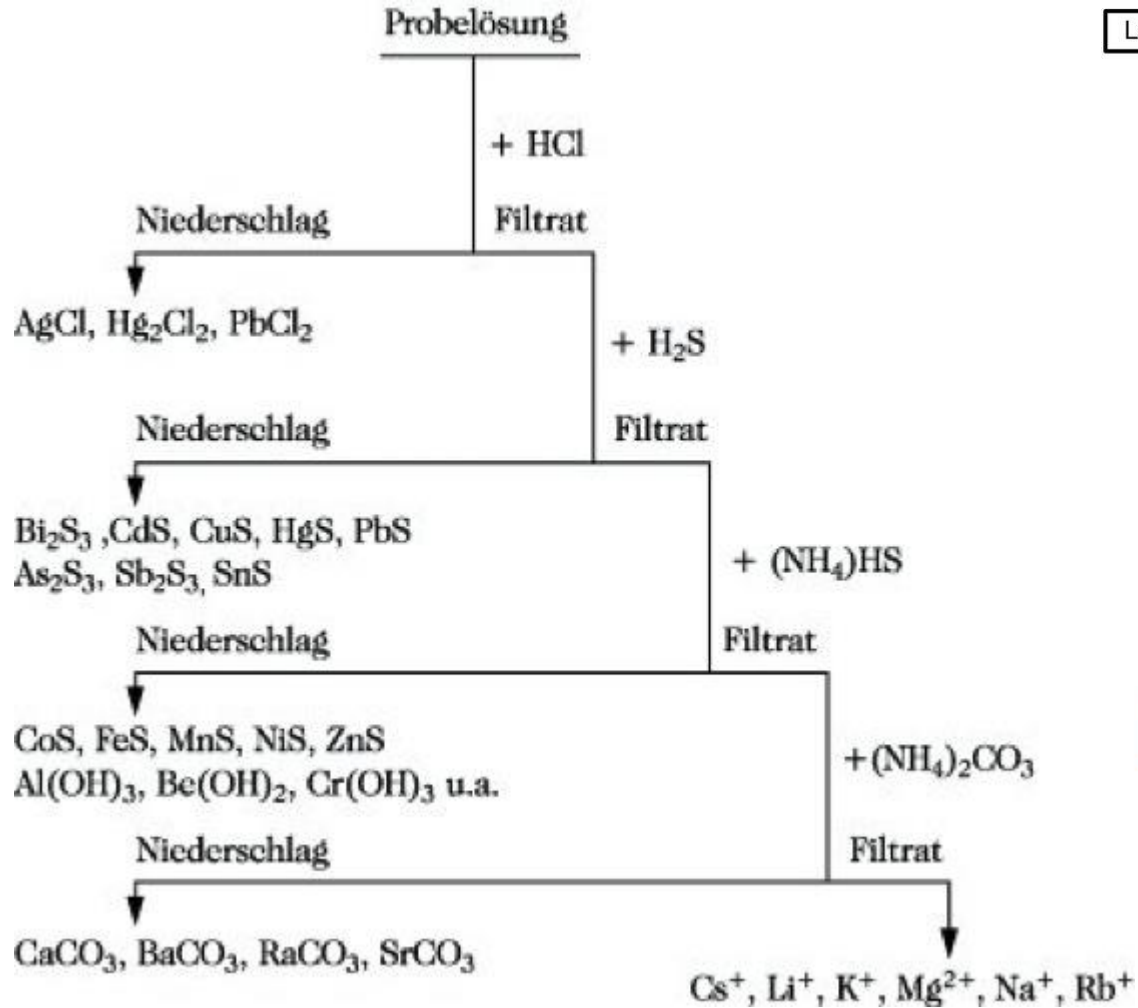 Probelösung
L
+ HCl
Niederschlag Filtrat
AgCl, Hg₂Cl₂, PbCl₂
+ H₂S
Niederschlag Filtrat
Bi₂S₃ ,CdS, CuS, HgS, PbS
As₂S₃, Sb₂S₃, SnS
+ (NH₄)HS
Niederschlag Filtrat
CoS, FeS, MnS, NiS, ZnS
Al(OH)₃, Be(OH)₂, Cr(OH)₃ u.a.
+(NH₄)₂CO₃
Niederschlag Filtrat
CaCO₃, BaCO₃, RaCO₃, SrCO₃
Cs⁺, Li⁺, K⁺, Mg²⁺, Na⁺, Rb⁺